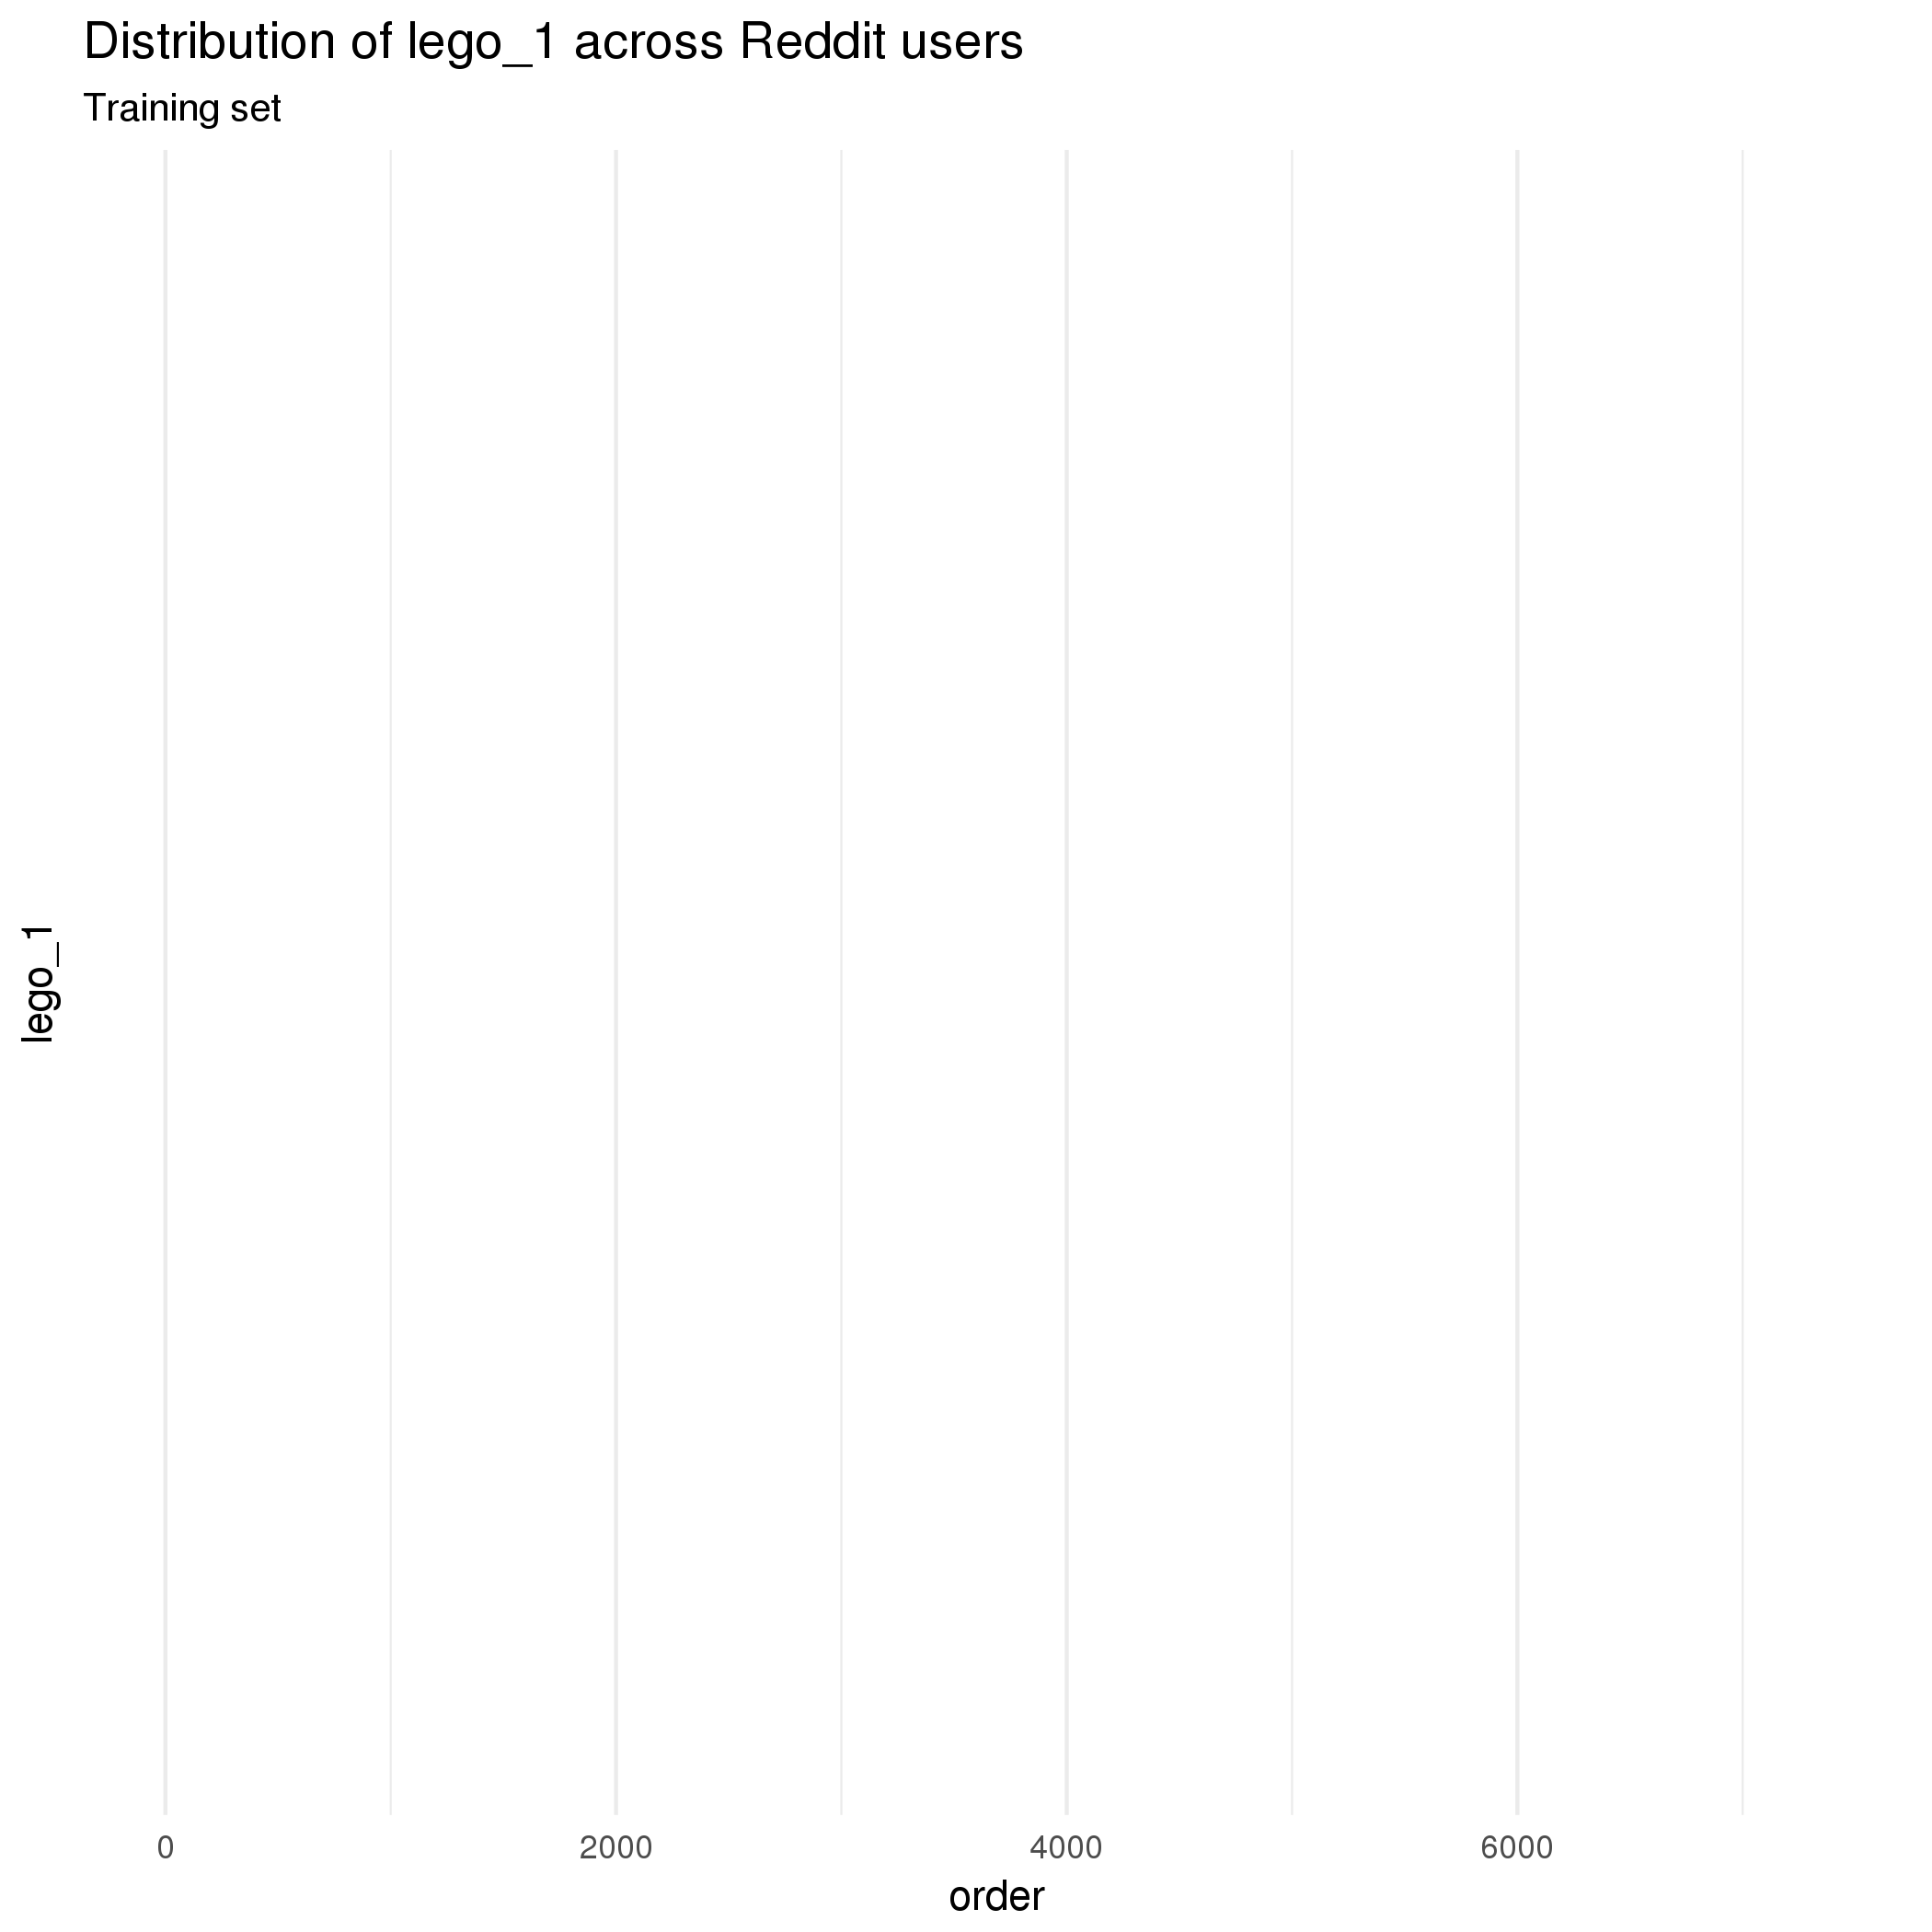 Distribution of lego_1 across Reddit users
Training set
lego_1
0 2000 4000 6000
order